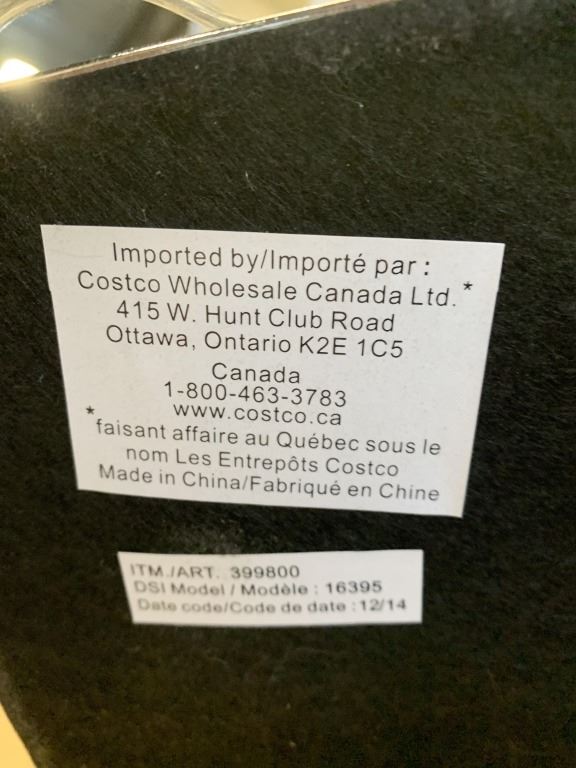 Imported by/Importé par :
Costco Wholesale Canada Ltd.*
415 W. Hunt Club Road
Ottawa, Ontario K2E 1C5
Canada
1-800-463-3783
www.costco.ca
*faisant affaire au Québec sous le
nom Les Entrepôts Costco
Made in China/Fabriqué en Chine
ITM./ART. 399800
DSI Model / Modèle : 16395
Date code/Code de date : 12/14